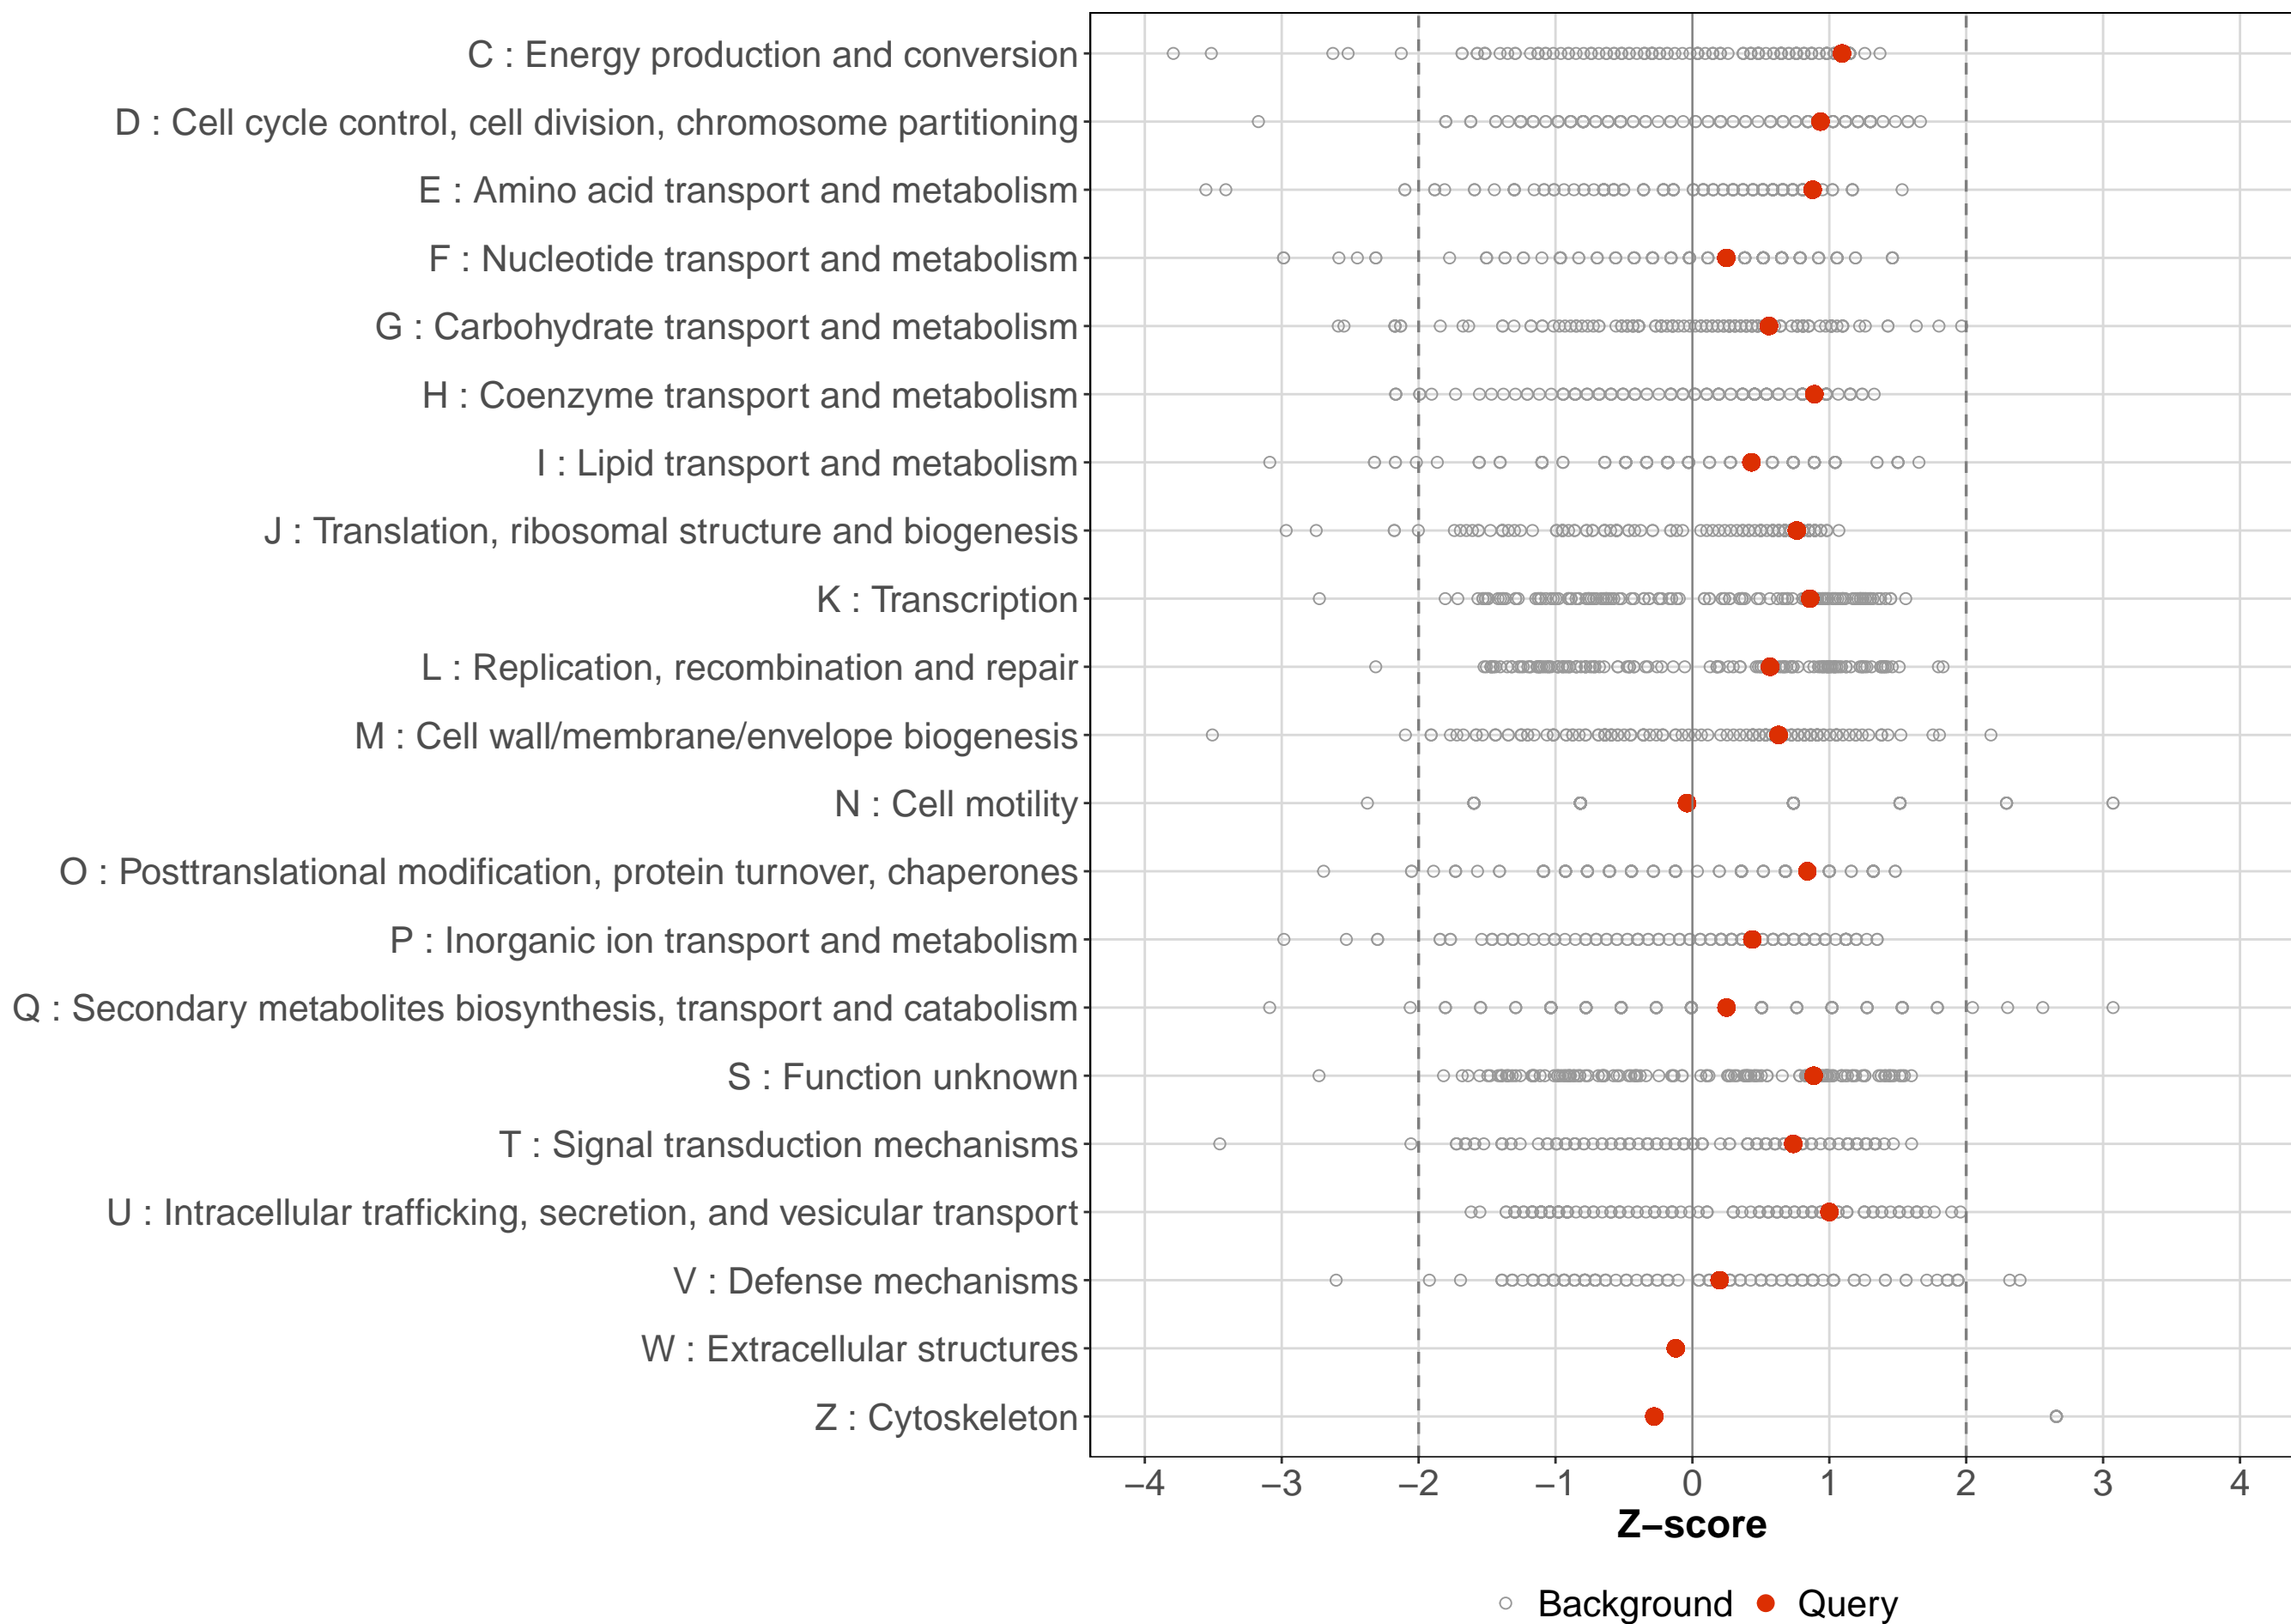 C : Energy production and conversion
D : Cell cycle control, cell division, chromosome partitioning
E : Amino acid transport and metabolism
F : Nucleotide transport and metabolism
G : Carbohydrate transport and metabolism
H : Coenzyme transport and metabolism
I : Lipid transport and metabolism
J : Translation, ribosomal structure and biogenesis
K : Transcription
L : Replication, recombination and repair
M : Cell wall/membrane/envelope biogenesis
N : Cell motility
O : Posttranslational modification, protein turnover, chaperones
P : Inorganic ion transport and metabolism
Q : Secondary metabolites biosynthesis, transport and catabolism
S : Function unknown
T : Signal transduction mechanisms
U : Intracellular trafficking, secretion, and vesicular transport
V : Defense mechanisms
W : Extracellular structures
Z : Cytoskeleton
−4 −3 −2 −1 0 1 2 3 4
Z−score
Background Query